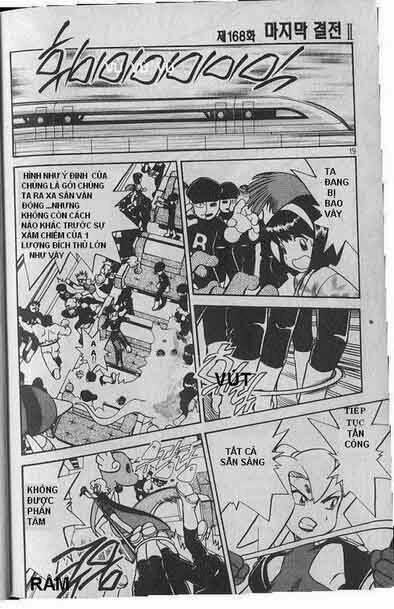 제168화 마지막 결전 II
19
HÌNH NHƯ Ý ĐỊNH CỦA
CHÚNG LÀ GỞI CHÚNG
TA RA XA SÂN VẬN
ĐỘNG ...NHƯNG
KHÔNG CÒN CÁCH
NÀO KHÁC TRƯỚC SỰ
XÂM CHIẾM CỦA 1
LƯỢNG ĐỊCH THỦ LỚN
NHƯ VẬY
TA
ĐANG
BỊ
BAO
VÂY
R
A
A
VÚT
TIẾP
TỤC
TẤN
CÔNG
TẤT CẢ
SẴN SÀNG
KHÔNG
ĐƯỢC
PHÂN
TÂM
RẦM